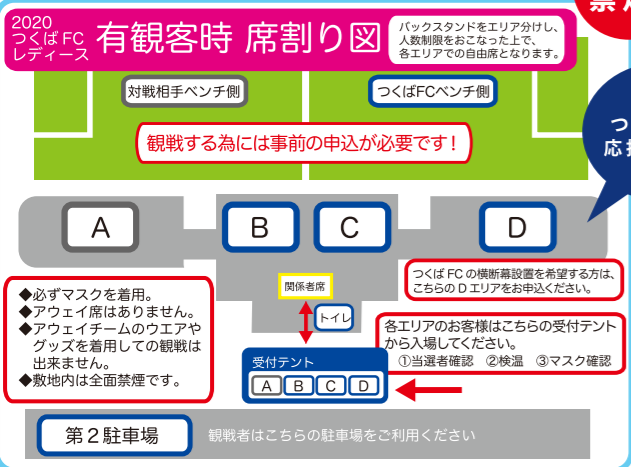 2020
つくば FC
レディース
有観客時 席割り図
バックスタンドをエリア分けし、
人数制限をおこなった上で、
各エリアでの自由席となります。
対戦相手ベンチ側
つくばFCベンチ側
つ
応
観戦する為には事前の申込が必要です！
A
B
C
D
関係者席
つくば FC の横断幕設置を希望する方は、
こちらの D エリアをお申込ください。
◆必ずマスクを着用。
◆アウェイ席はありません。
◆アウェイチームのウエアや
グッズを着用しての観戦は
出来ません。
◆敷地内は全面禁煙です。
トイレ
各エリアのお客様はこちらの受付テント
から入場してください。
①当選者確認 ②検温 ③マスク確認
受付テント
A B C D
第２駐車場
観戦者はこちらの駐車場をご利用ください